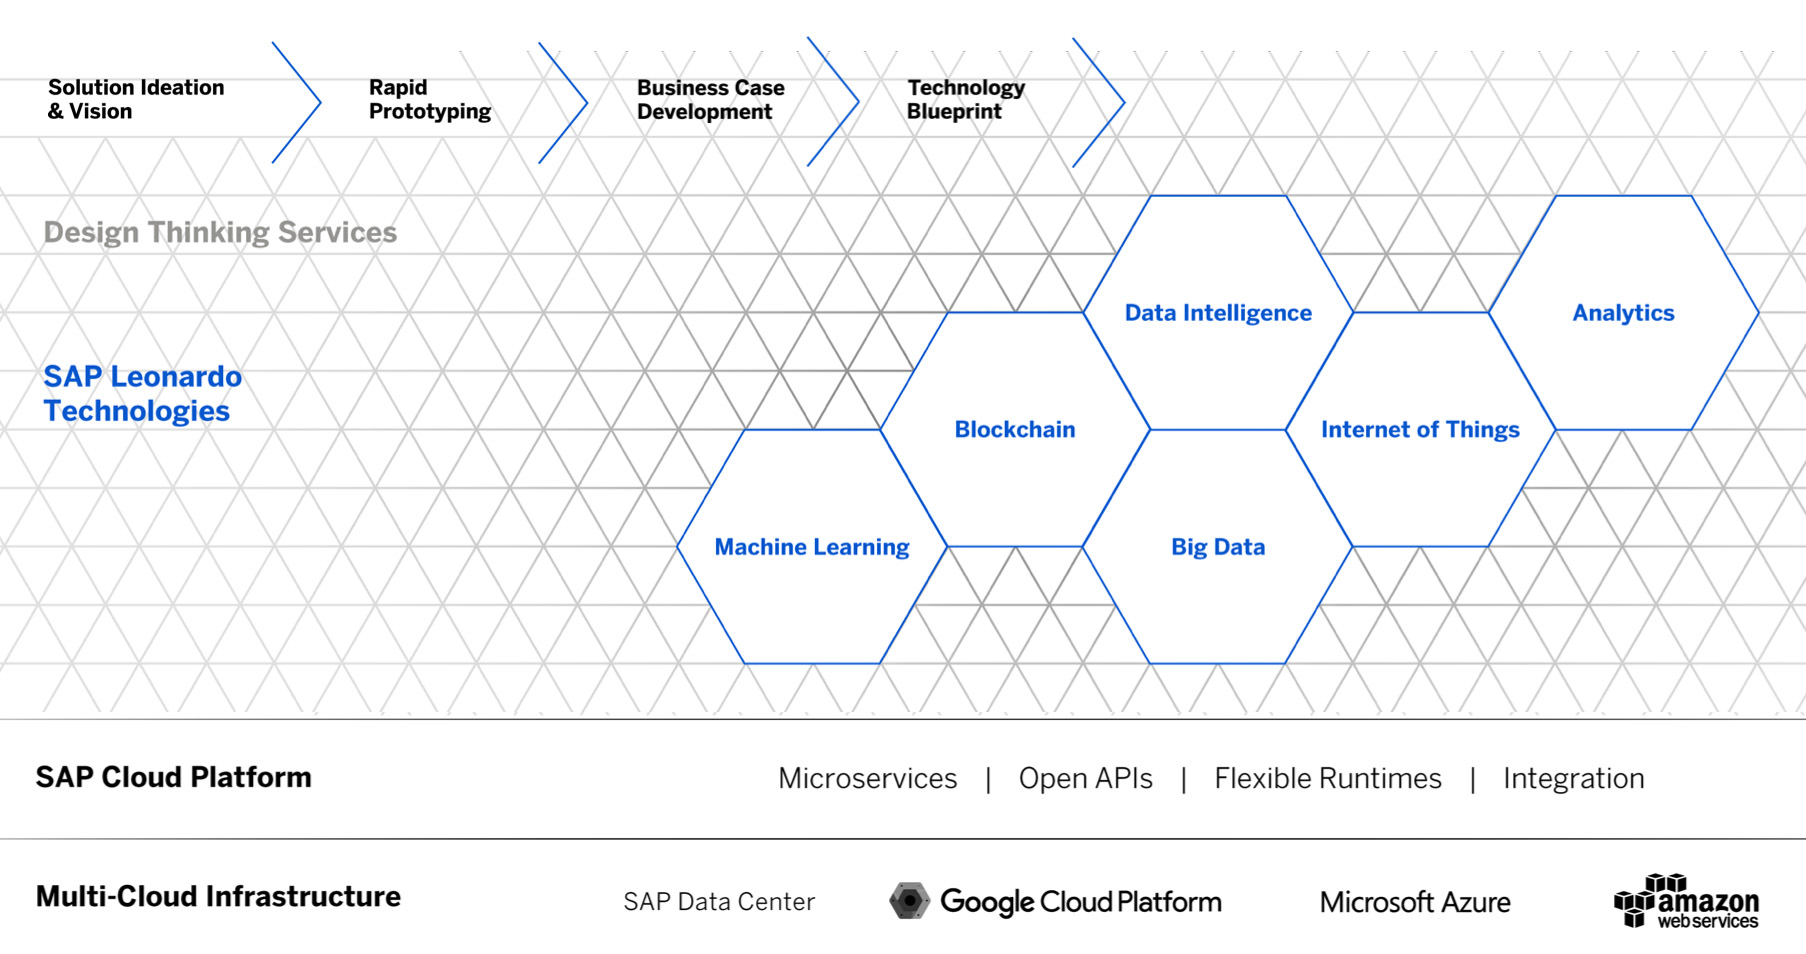 Solution Ideation
& Vision
Rapid
Prototyping
Business Case
Development
Technology
Blueprint
Design Thinking Services
SAP Leonardo
Technologies
Data Intelligence
Analytics
Blockchain
Internet of Things
Machine Learning
Big Data
SAP Cloud Platform
Microservices | Open APIs | Flexible Runtimes | Integration
Multi-Cloud Infrastructure
SAP Data Center
Google Cloud Platform
Microsoft Azure
amazon
web services